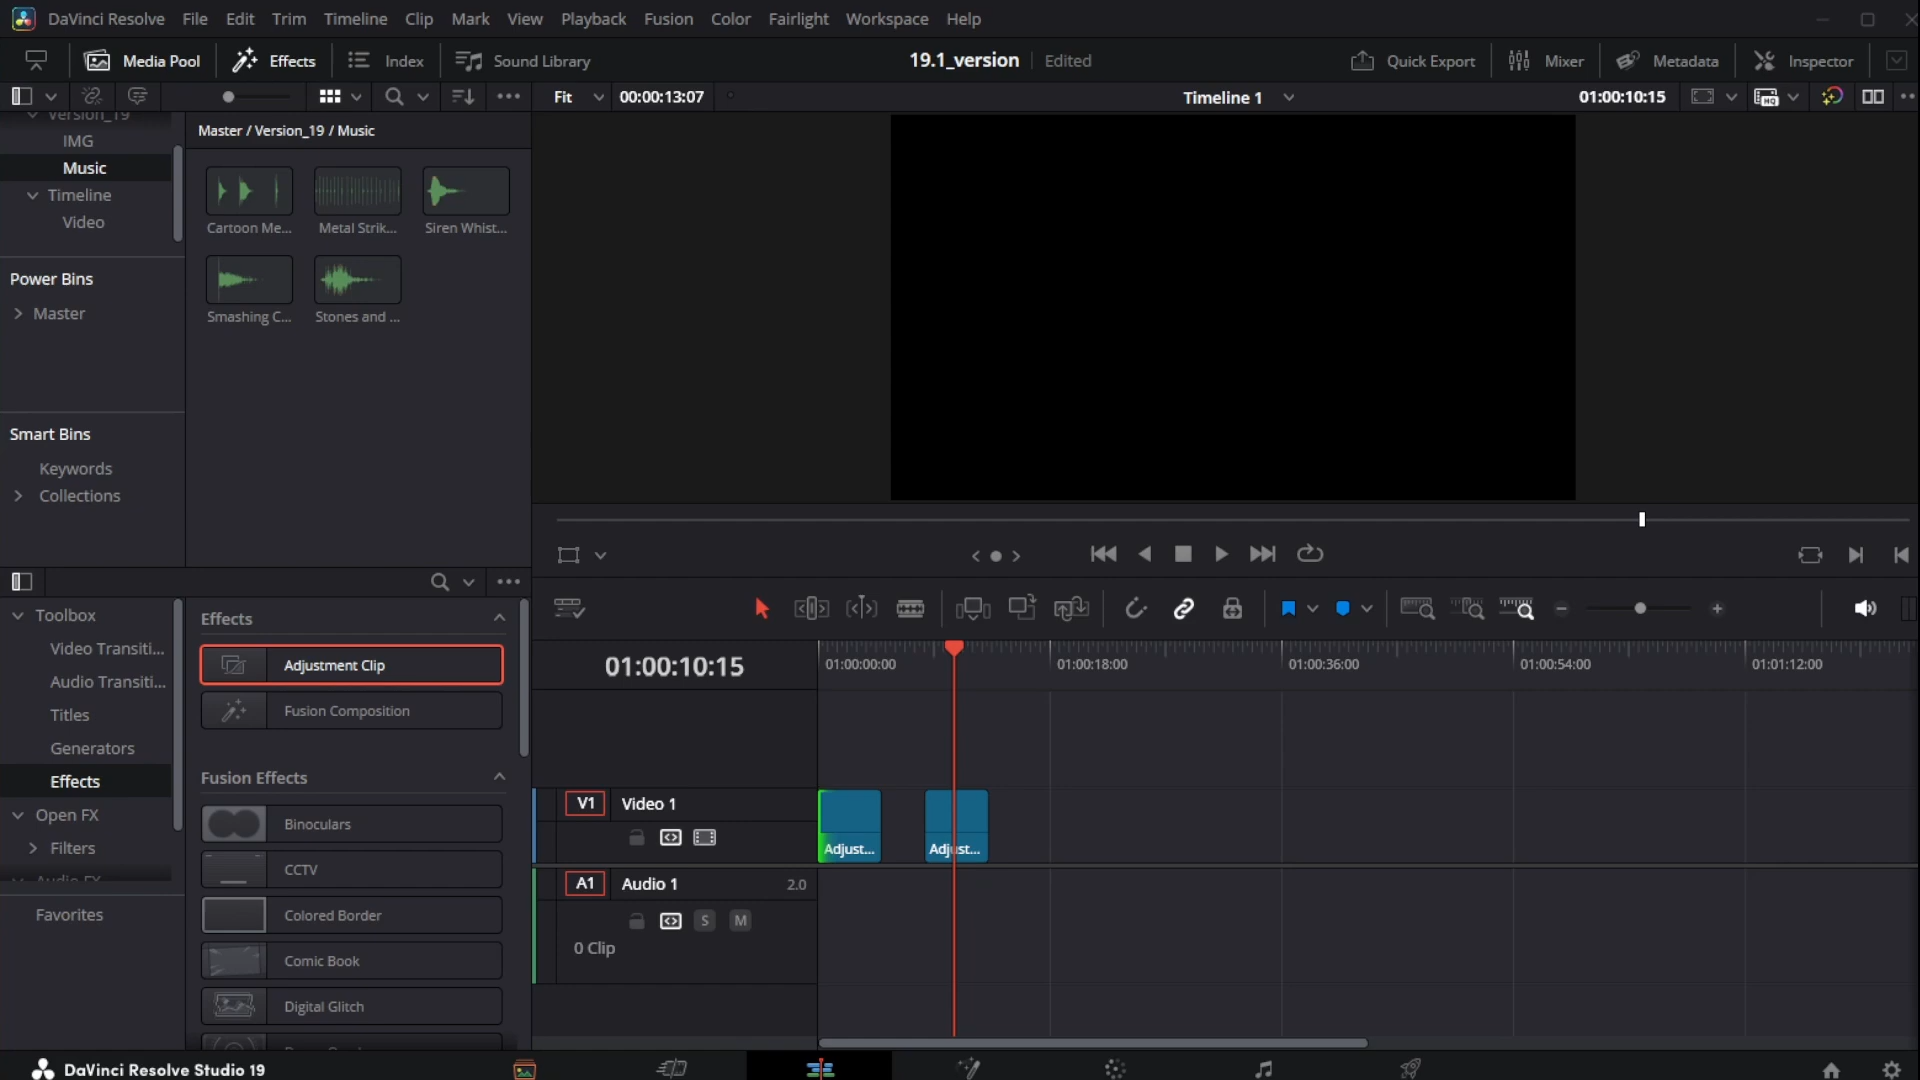 DaVinci Resolve File Edit Trim Timeline Clip Mark View Playback Fusion Color Fairlight Workspace Help
Media Pool Effects Index Sound Library 19.1_version Edited Quick Export Mixer Metadata Inspector
Fit 00:00:13:07 Timeline 1 01:00:10:15
Version_19
IMG
Music
Timeline
Video
Power Bins
Master
Smart Bins
Keywords
Collections
Master / Version_19 / Music
Cartoon Me... Metal Strik... Siren Whist...
Smashing C... Stones and ...
Toolbox
Video Transiti...
Audio Transiti...
Titles
Generators
Effects
Open FX
Filters
Audio FX
Favorites
Effects
Adjustment Clip
Fusion Composition
Fusion Effects
Binoculars
CCTV
Colored Border
Comic Book
Digital Glitch
01:00:10:15
01:00:00:00 01:00:18:00 01:00:36:00 01:00:54:00 01:01:12:00
V1 Video 1
Adjust... Adjust...
A1 Audio 1 2.0
S M
0 Clip
DaVinci Resolve Studio 19